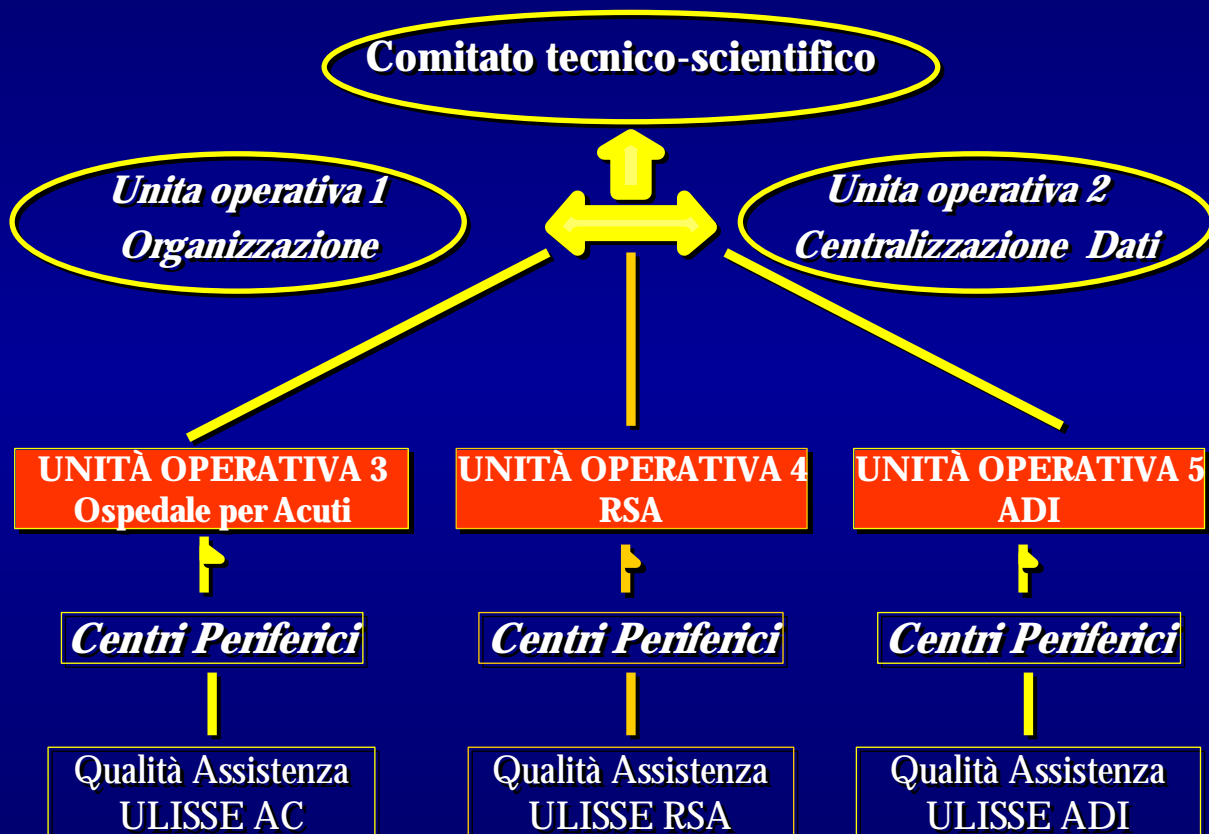 Comitato tecnico-scientifico
Unita operativa 1
Organizzazione
Unita operativa 2
Centralizzazione Dati
UNITÀ OPERATIVA 3
Ospedale per Acuti
UNITÀ OPERATIVA 4
RSA
UNITÀ OPERATIVA 5
ADI
Centri Periferici
Centri Periferici
Centri Periferici
Qualità Assistenza
ULISSE AC
Qualità Assistenza
ULISSE RSA
Qualità Assistenza
ULISSE ADI